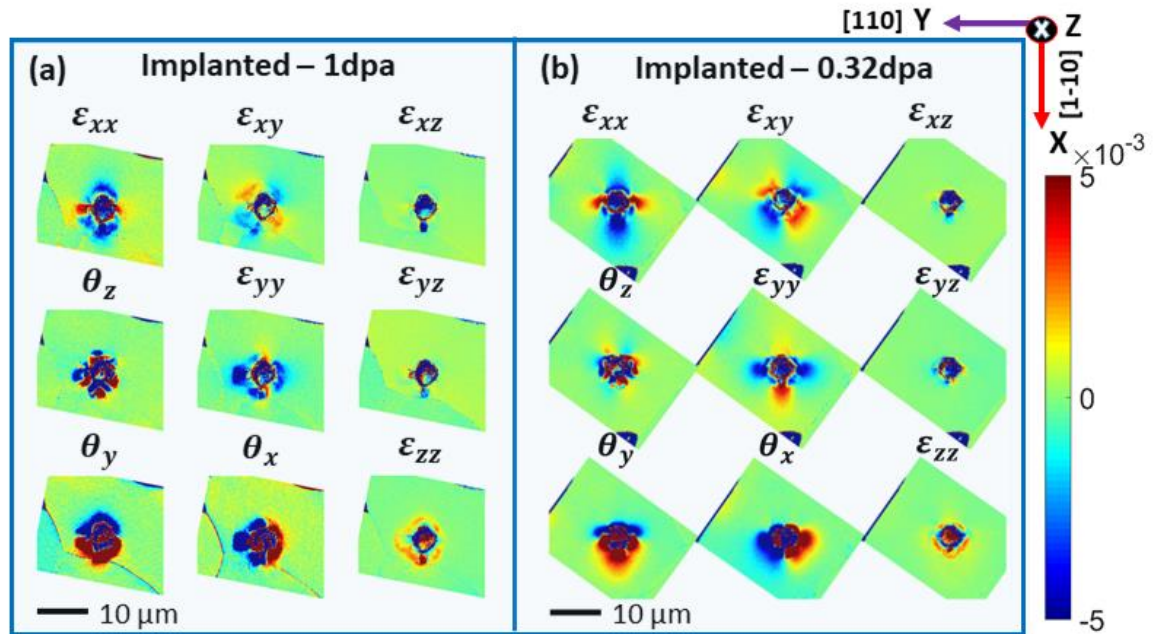 [110] Y
Z
X
[1-10]
X
(a) Implanted – 1dpa
εxx εxy εxz
θz εyy εyz
θy θx εzz
10 μm
(b) Implanted – 0.32dpa
εxx εxy εxz
θz εyy εyz
θy θx εzz
10 μm
×10⁻³
5
0
-5